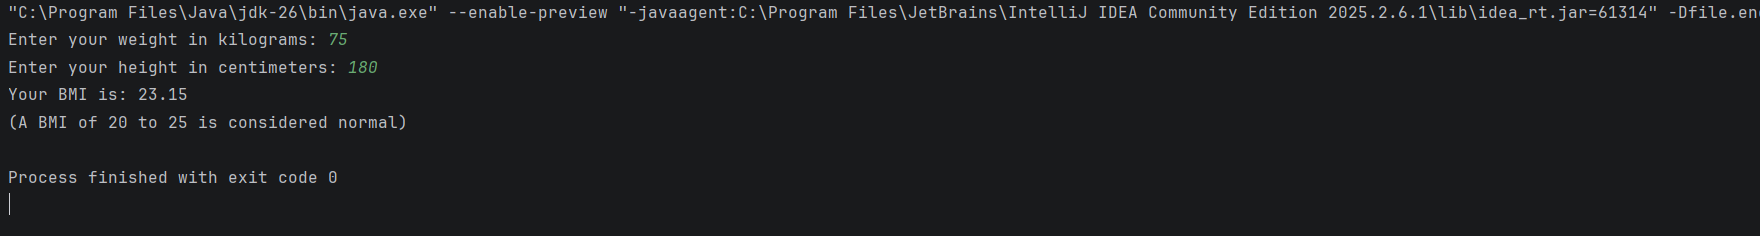 "C:\Program Files\Java\jdk-26\bin\java.exe" --enable-preview "-javaagent:C:\Program Files\JetBrains\IntelliJ IDEA Community Edition 2025.2.6.1\lib\idea_rt.jar=61314" -Dfile.en
Enter your weight in kilograms: 75
Enter your height in centimeters: 180
Your BMI is: 23.15
(A BMI of 20 to 25 is considered normal)
Process finished with exit code 0